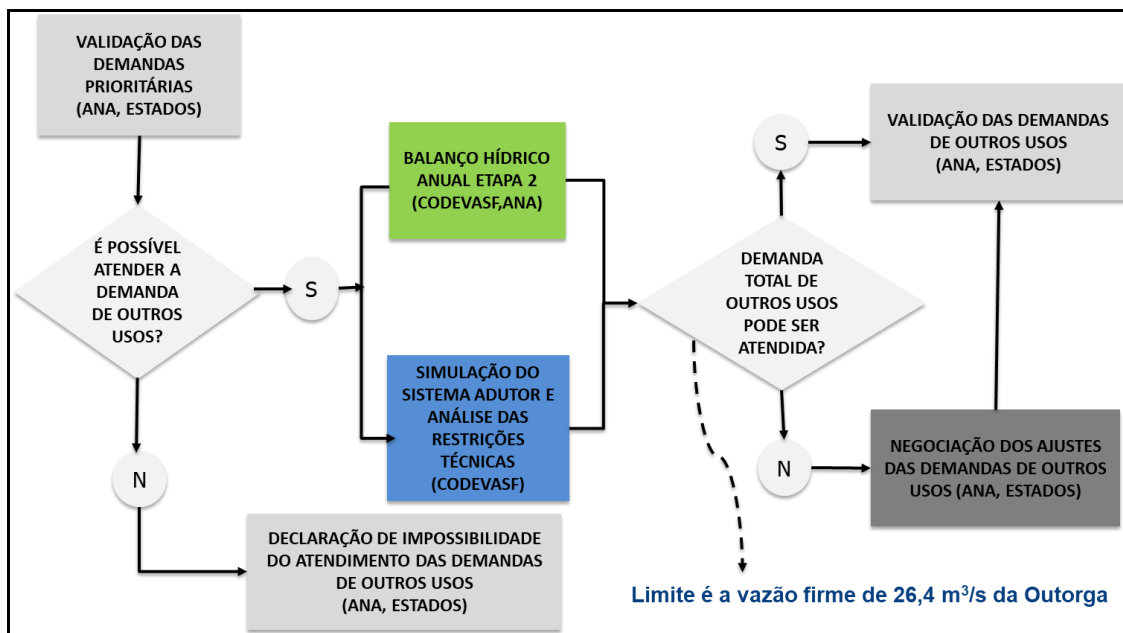 VALIDAÇÃO DAS
DEMANDAS
PRIORITÁRIAS
(ANA, ESTADOS)
É POSSÍVEL
ATENDER A
DEMANDA
DE OUTROS
USOS?
S
N
DECLARAÇÃO DE IMPOSSIBILIDADE
DO ATENDIMENTO DAS DEMANDAS
DE OUTROS USOS
(ANA, ESTADOS)
BALANÇO HÍDRICO
ANUAL ETAPA 2
(CODEVASF,ANA)
SIMULAÇÃO DO
SISTEMA ADUTOR E
ANÁLISE DAS
RESTRIÇÕES
TÉCNICAS
(CODEVASF)
DEMANDA
TOTAL DE
OUTROS USOS
PODE SER
ATENDIDA?
S
VALIDAÇÃO DAS DEMANDAS
DE OUTROS USOS
(ANA, ESTADOS)
N
NEGOCIAÇÃO DOS AJUSTES
DAS DEMANDAS DE OUTROS
USOS (ANA, ESTADOS)
Limite é a vazão firme de 26,4 m³/s da Outorga